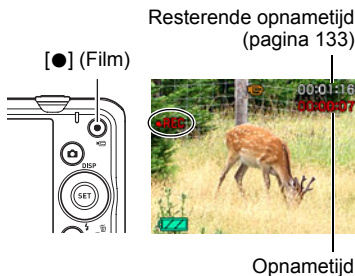 Resterende opnametijd
(pagina 133)
[●] (Film)
00:01:16
00:00:07
●REC
DISP
SET
Opnametijd